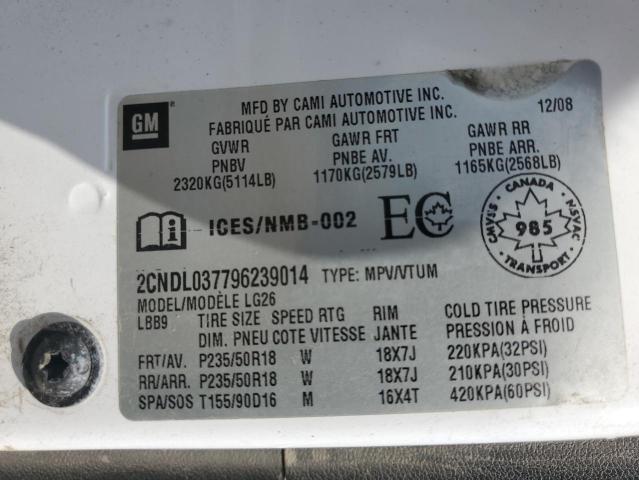 GM
MFD BY CAMI AUTOMOTIVE INC.
FABRIQUÉ PAR CAMI AUTOMOTIVE INC.
12/08
GVWR GAWR FRT GAWR RR
PNBV PNBE AV. PNBE ARR.
2320KG(5114LB) 1170KG(2579LB) 1165KG(2568LB)
ICES/NMB-002 EC
CANADA
CMVSS 985 NSVAC
TRANSPORT
2CNDL037796239014 TYPE: MPV/VTUM
MODEL/MODÈLE LG26
LBB9 TIRE SIZE SPEED RTG RIM COLD TIRE PRESSURE
DIM. PNEU COTE VITESSE JANTE PRESSION À FROID
FRT/AV. P235/50R18 W 18X7J 220KPA(32PSI)
RR/ARR. P235/50R18 W 18X7J 210KPA(30PSI)
SPA/SOS T155/90D16 M 16X4T 420KPA(60PSI)